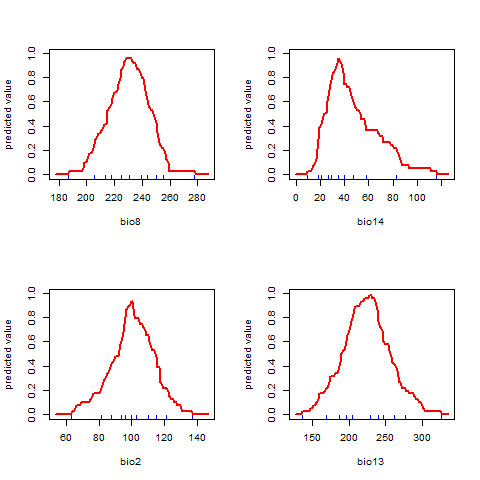 predicted value
0.0 0.2 0.4 0.6 0.8 1.0
180 200 220 240 260 280
bio8
predicted value
0.0 0.2 0.4 0.6 0.8 1.0
0 20 40 60 80 100
bio14
predicted value
0.0 0.2 0.4 0.6 0.8 1.0
60 80 100 120 140
bio2
predicted value
0.0 0.2 0.4 0.6 0.8 1.0
150 200 250 300
bio13